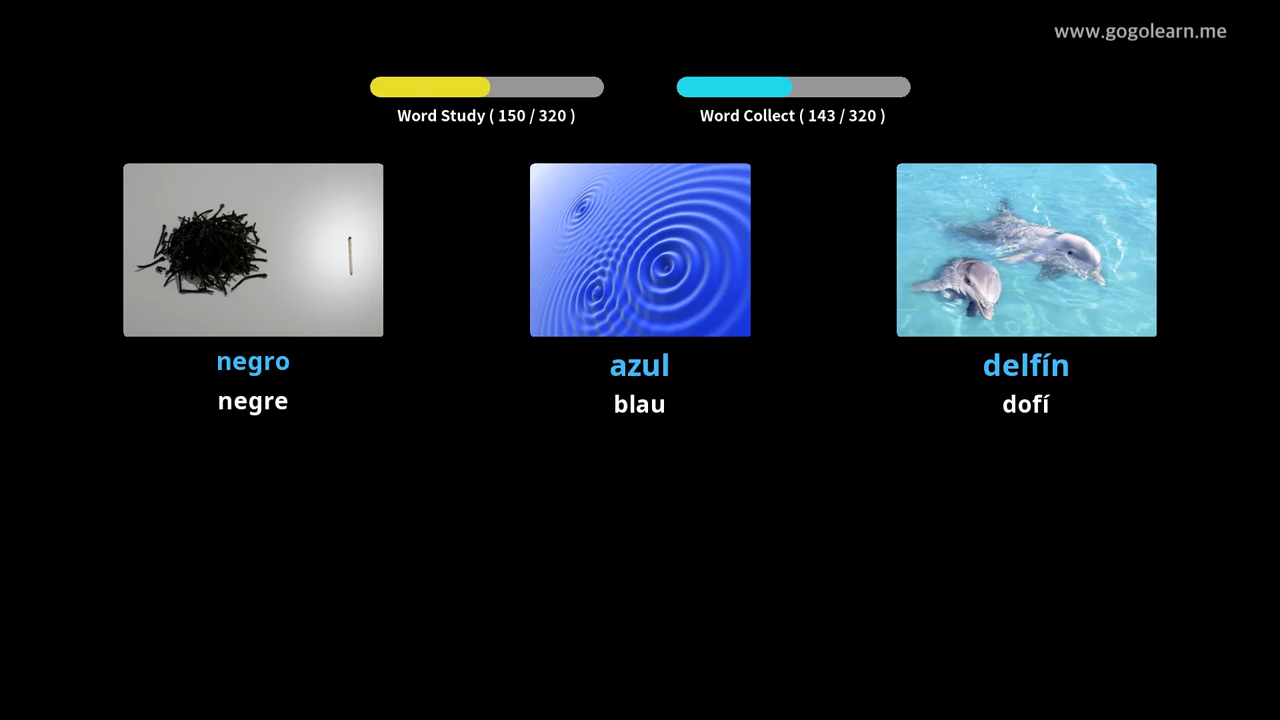 www.gogolearn.me
Word Study ( 150 / 320 )
Word Collect ( 143 / 320 )
negro
azul
delfín
negre
blau
dofí